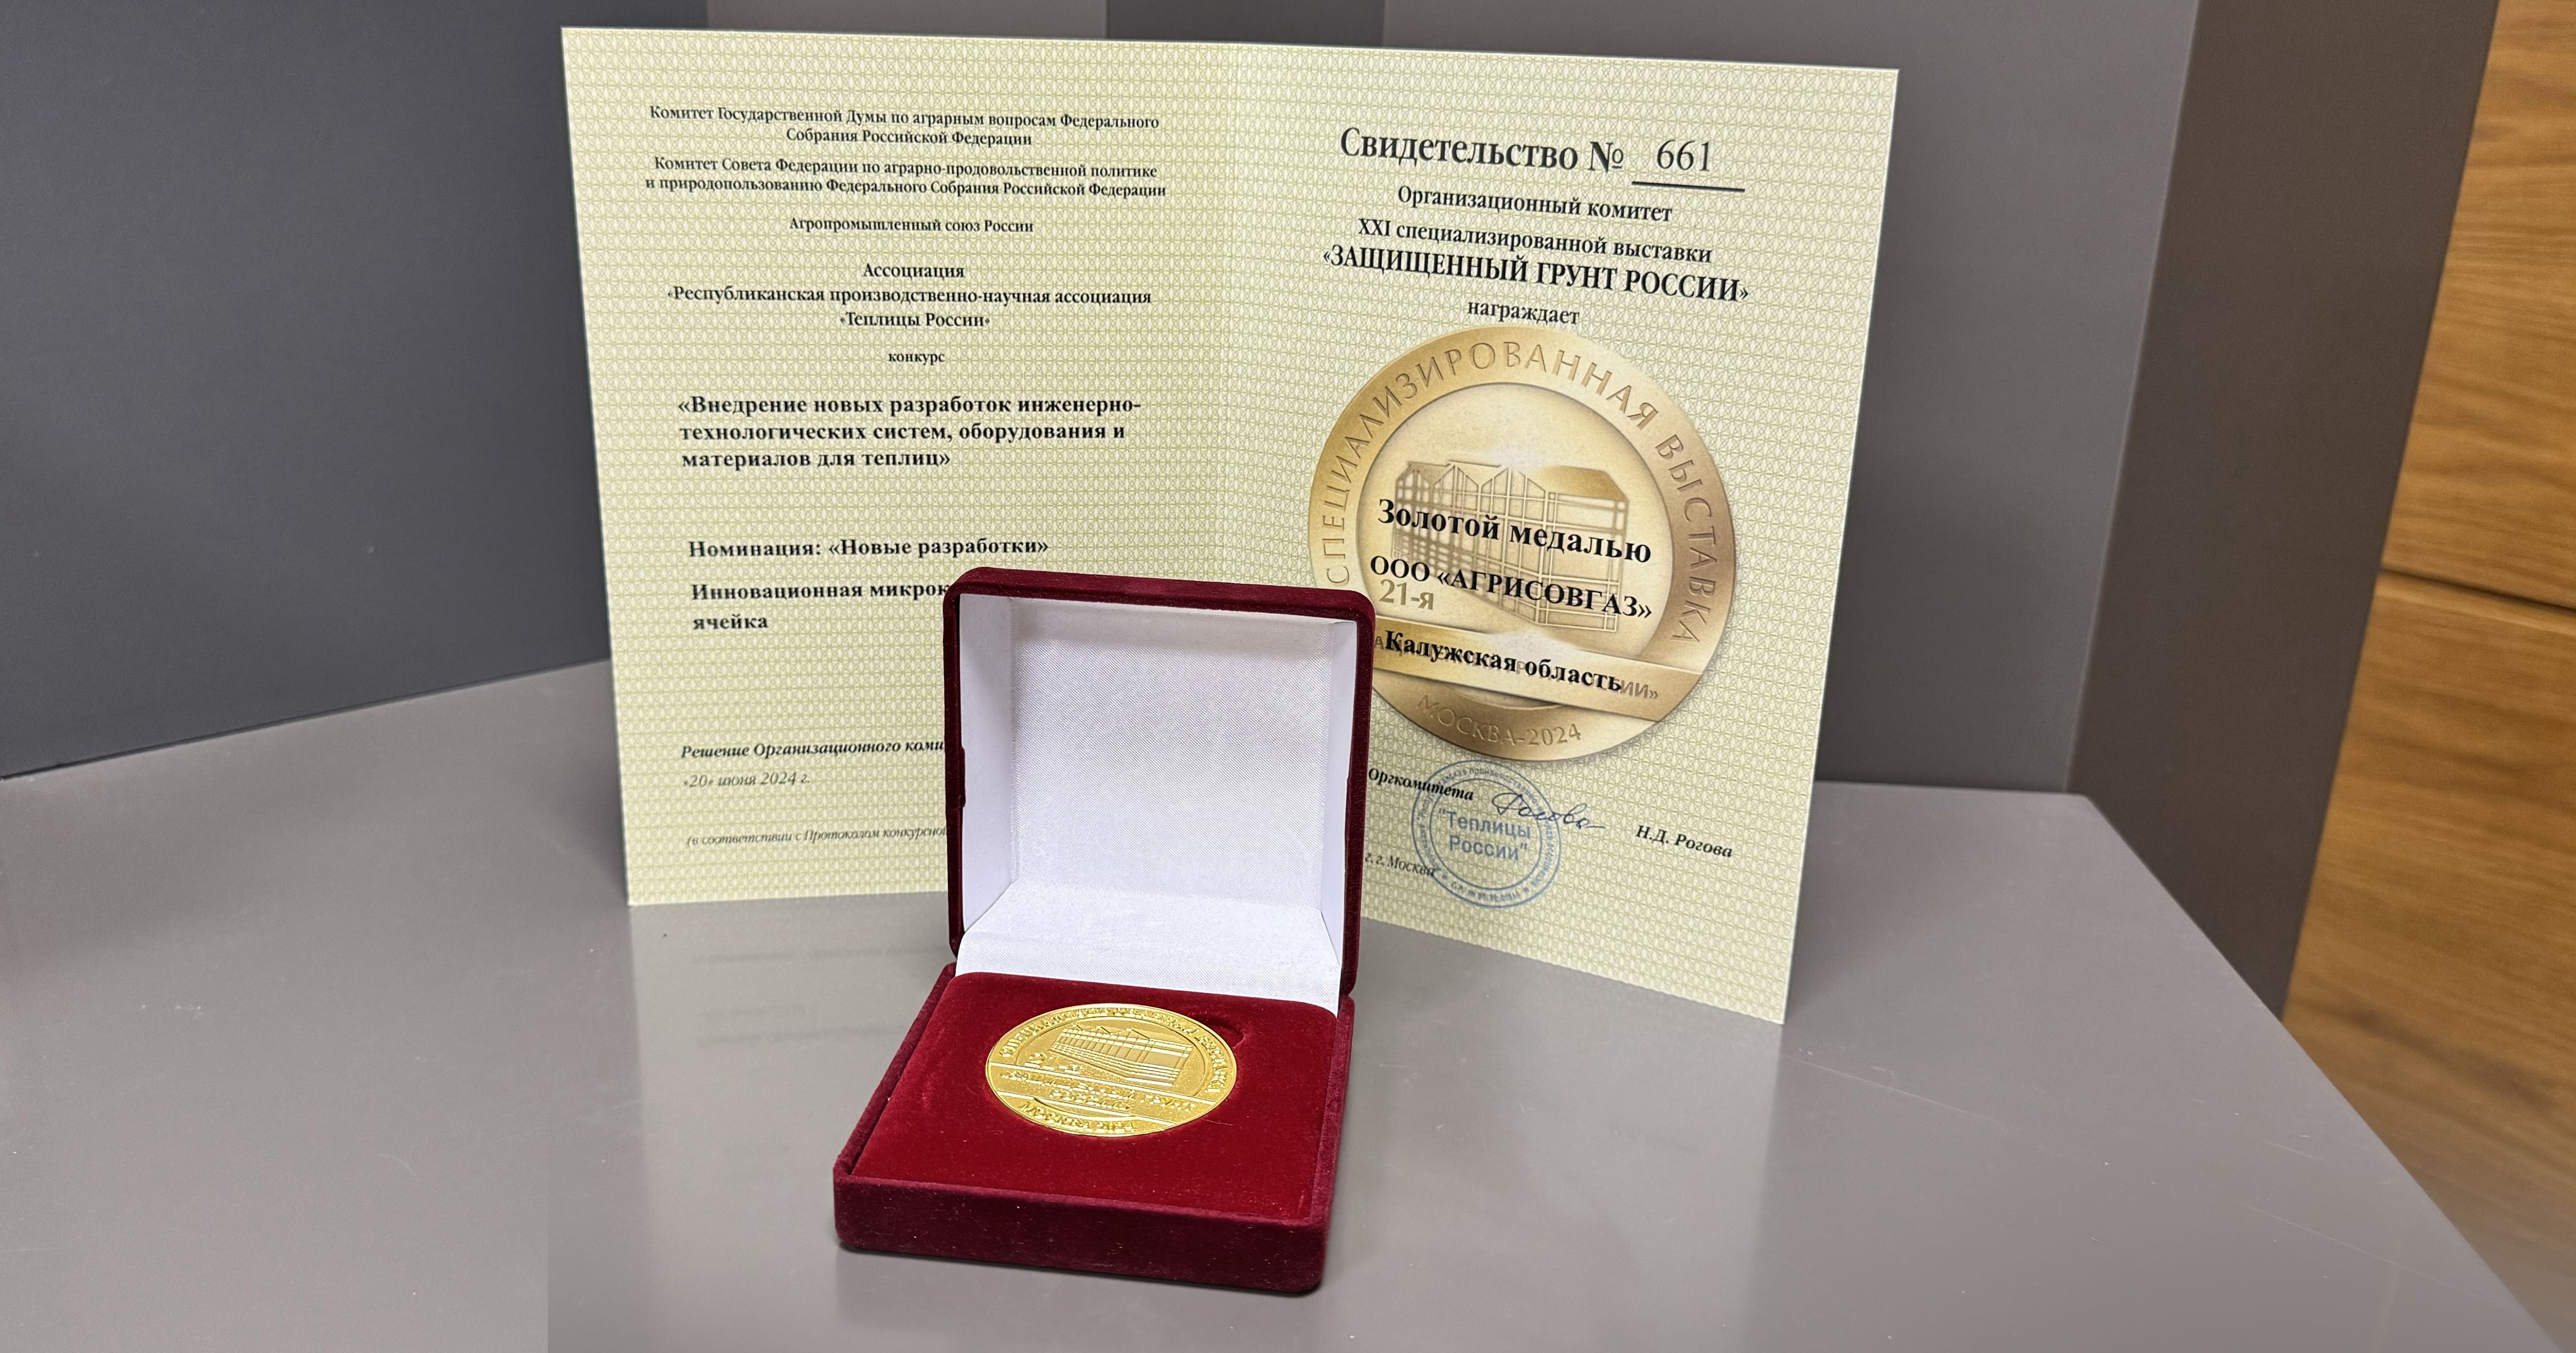 Комитет Государственной Думы по аграрным вопросам Федерального
Собрания Российской Федерации
Комитет Совета Федерации по аграрно-продовольственной политике
и природопользованию Федерального Собрания Российской Федерации
Агропромышленный союз России
Ассоциация
«Республиканская производственно-научная ассоциация
«Теплицы России»
конкурс
«Внедрение новых разработок инженерно-
технологических систем, оборудования и
материалов для теплиц»
Номинация: «Новые разработки»
Инновационная
ячейка
Решение Организационного
«20» июня 2024 г.
(в соответствии с Протоколом
Свидетельство № 661
Организационный комитет
XXI специализированной выставки
«ЗАЩИЩЕННЫЙ ГРУНТ РОССИИ»
награждает
СПЕЦИАЛИЗИРОВАННАЯ ВЫСТАВКА
Золотой медалью
ООО «АГРИСОВГАЗ»
21-я
Калужская область
МОСКВА-2024
Оргкомитета
Н.Д. Рогова
"Теплицы
России"
г. Москва